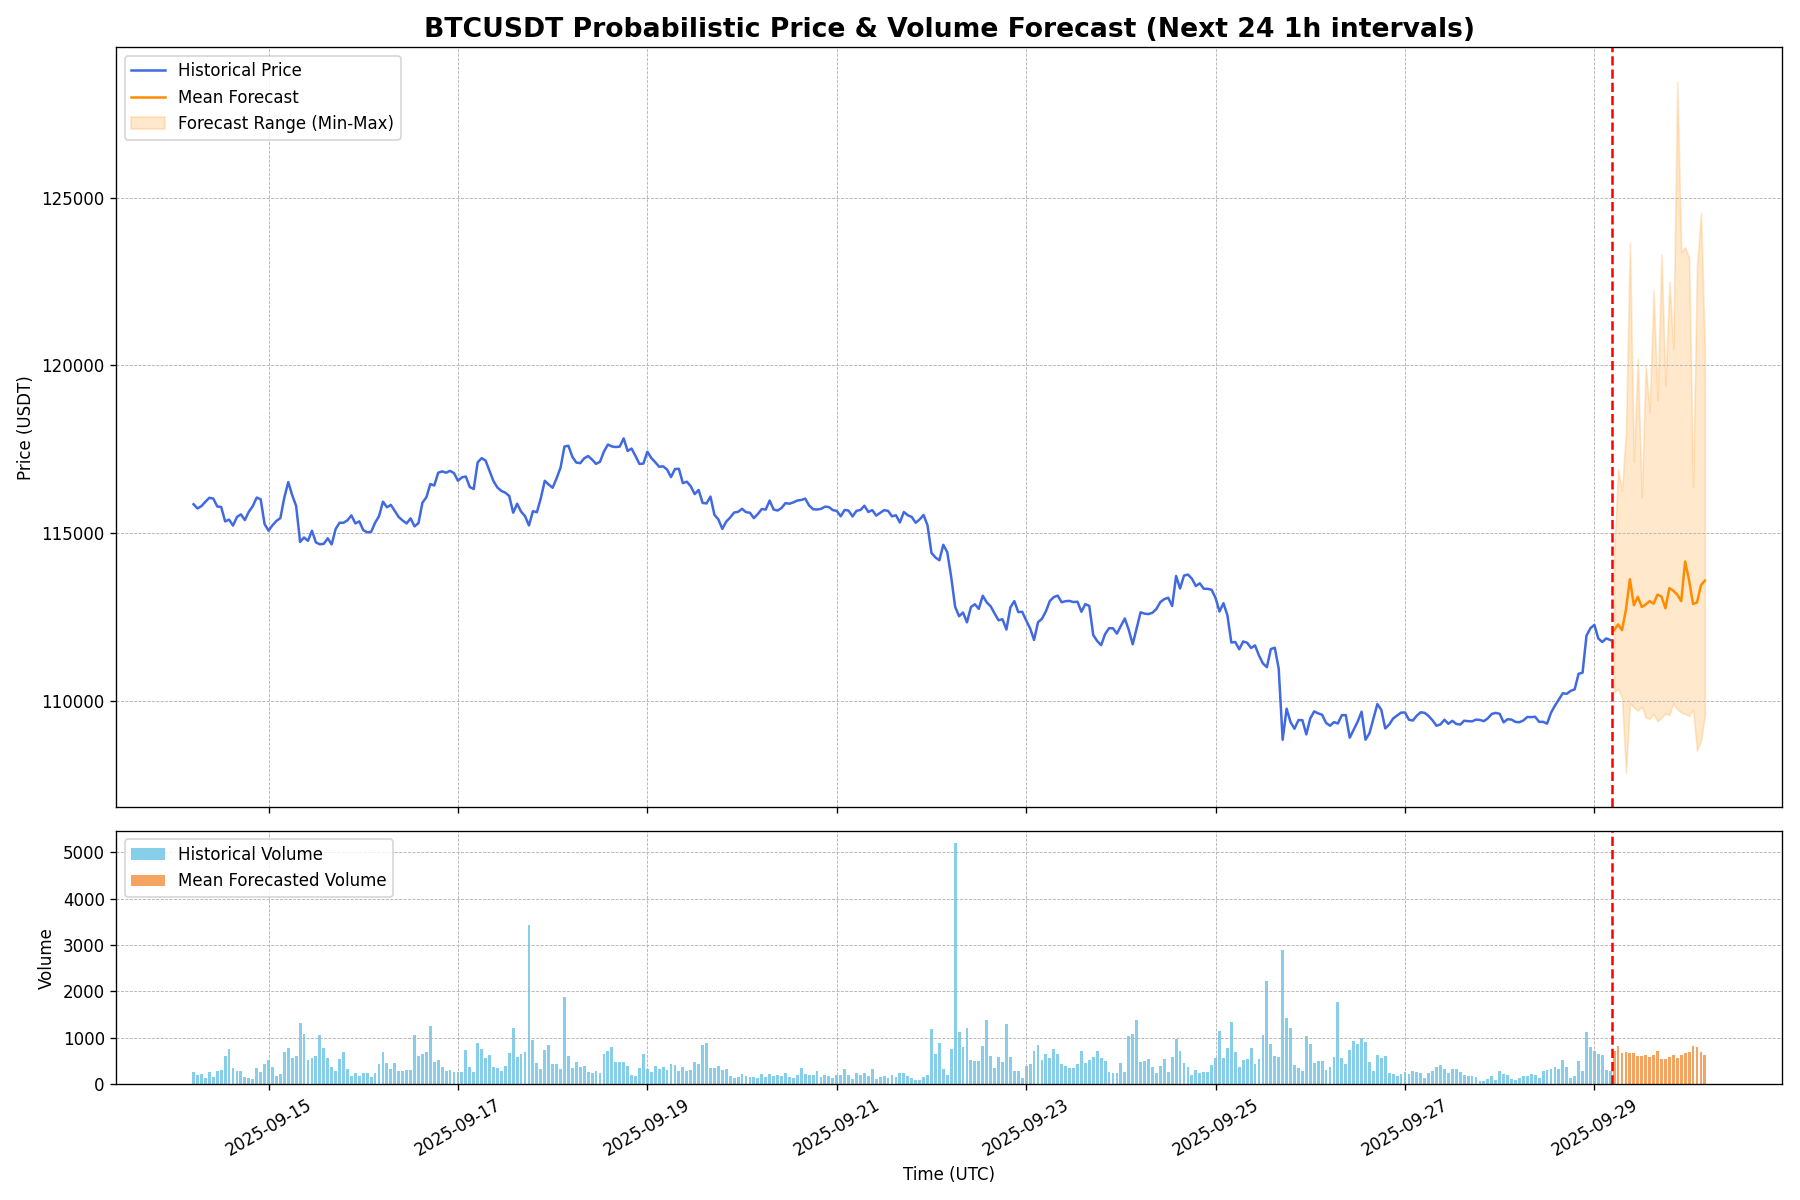 BTCUSDT Probabilistic Price & Volume Forecast (Next 24 1h intervals)
Historical Price
Mean Forecast
Forecast Range (Min-Max)
125000
120000
115000
110000
Price (USDT)
Historical Volume
Mean Forecasted Volume
5000
4000
3000
2000
1000
0
Volume
2025-09-15
2025-09-17
2025-09-19
2025-09-21
2025-09-23
2025-09-25
2025-09-27
2025-09-29
Time (UTC)